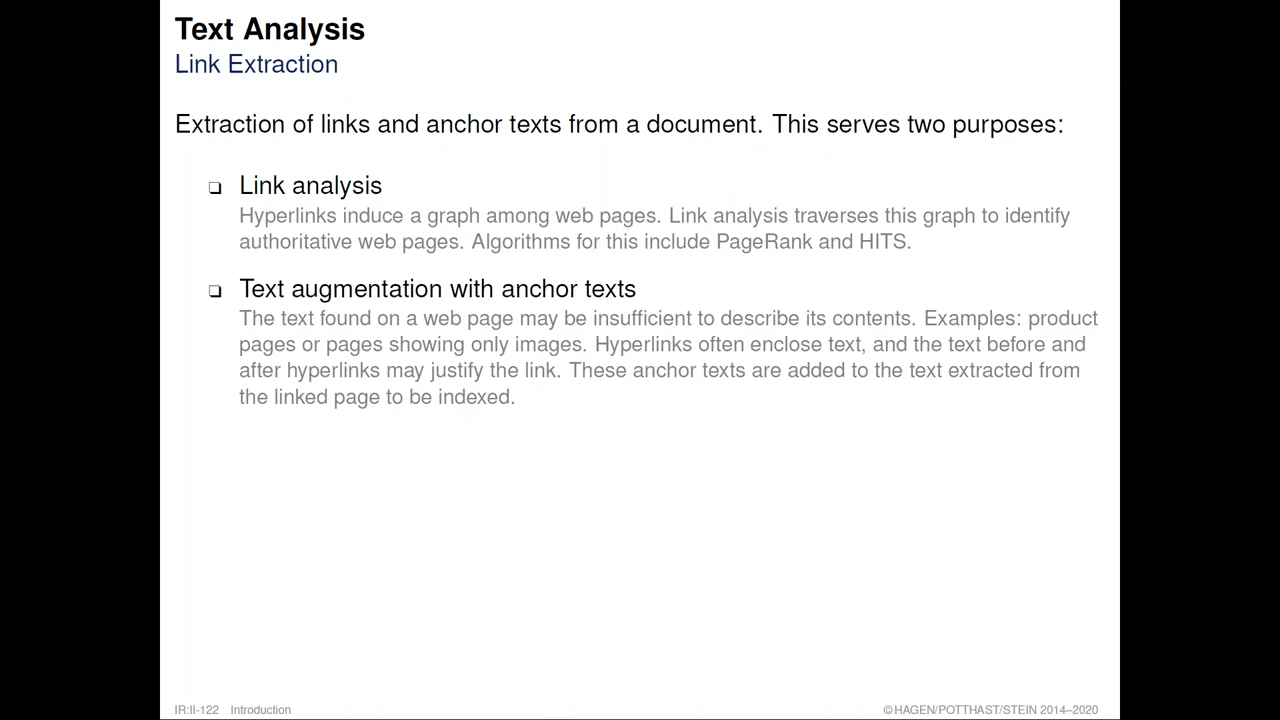 Text Analysis
Link Extraction
Extraction of links and anchor texts from a document. This serves two purposes:
❏ Link analysis
Hyperlinks induce a graph among web pages. Link analysis traverses this graph to identify
authoritative web pages. Algorithms for this include PageRank and HITS.
❏ Text augmentation with anchor texts
The text found on a web page may be insufficient to describe its contents. Examples: product
pages or pages showing only images. Hyperlinks often enclose text, and the text before and
after hyperlinks may justify the link. These anchor texts are added to the text extracted from
the linked page to be indexed.
IR:II-122 Introduction
©HAGEN/POTTHAST/STEIN 2014–2020